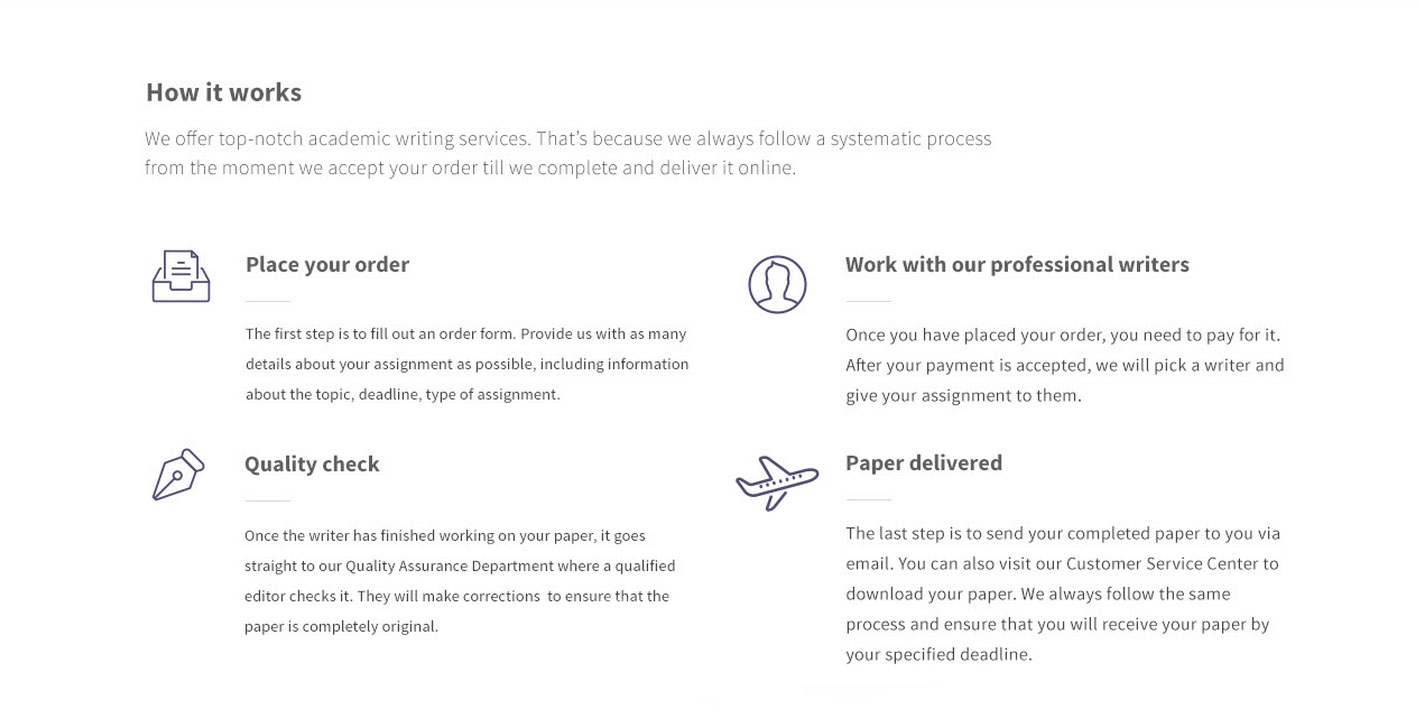 How it works
We offer top-notch academic writing services. That's because we always follow a systematic process
from the moment we accept your order till we complete and deliver it online.
Place your order
The first step is to fill out an order form. Provide us with as many
details about your assignment as possible, including information
about the topic, deadline, type of assignment.
Work with our professional writers
Once you have placed your order, you need to pay for it.
After your payment is accepted, we will pick a writer and
give your assignment to them.
Quality check
Once the writer has finished working on your paper, it goes
straight to our Quality Assurance Department where a qualified
editor checks it. They will make corrections  to ensure that the
paper is completely original.
Paper delivered
The last step is to send your completed paper to you via
email. You can also visit our Customer Service Center to
download your paper. We always follow the same
process and ensure that you will receive your paper by
your specified deadline.